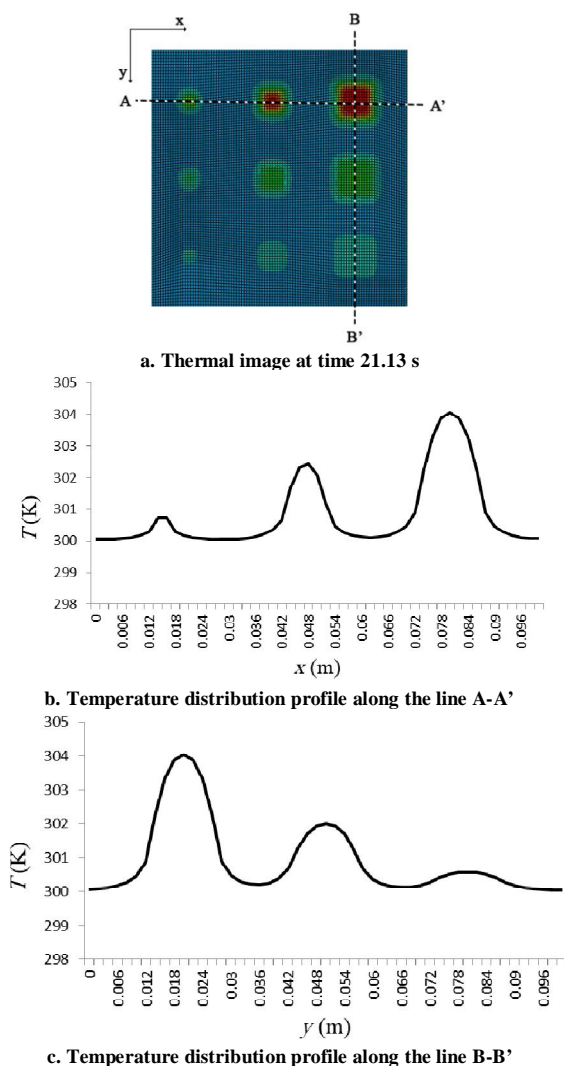 B
x
y
A
A'
B'
a. Thermal image at time 21.13 s
305
304
303
302
301
300
299
298
T (K)
0 0.006 0.012 0.018 0.024 0.03 0.036 0.042 0.048 0.054 0.06 0.066 0.072 0.078 0.084 0.09 0.096
x (m)
b. Temperature distribution profile along the line A-A’
305
304
303
302
301
300
299
298
T (K)
0 0.006 0.012 0.018 0.024 0.03 0.036 0.042 0.048 0.054 0.06 0.066 0.072 0.078 0.084 0.09 0.096
y (m)
c. Temperature distribution profile along the line B-B’